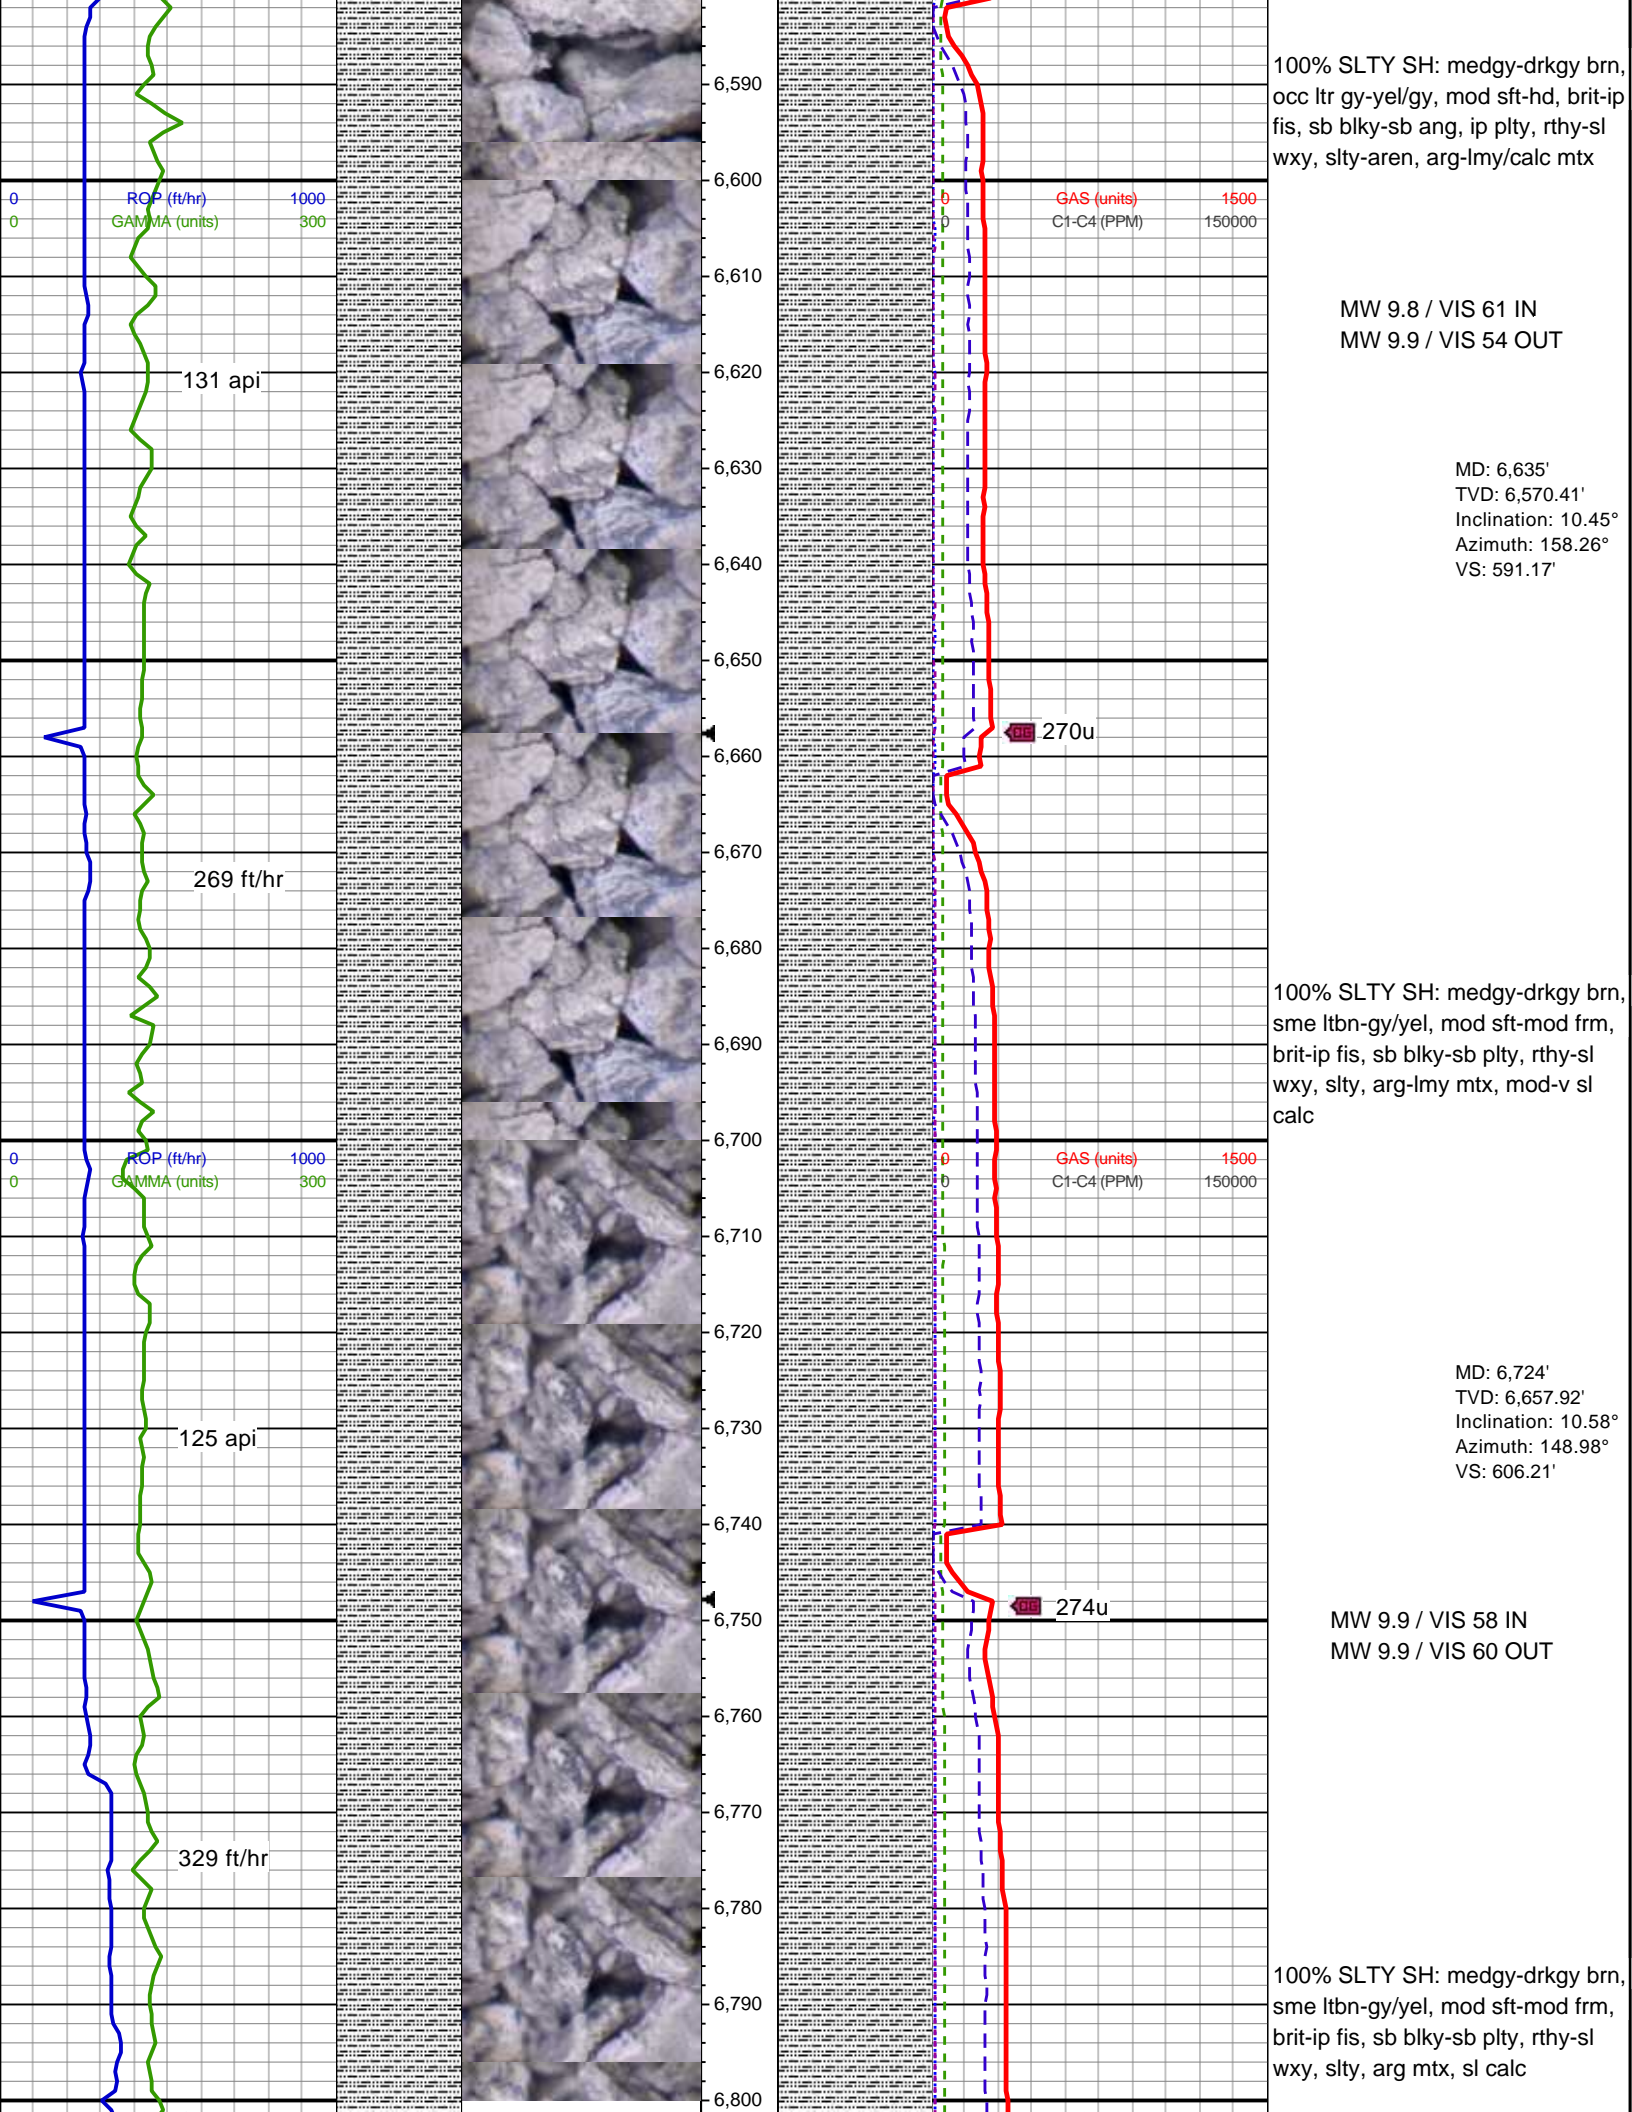 6,590
100% SLTY SH: medgy-drkgy brn,
occ ltr gy-yel/gy, mod sft-hd, brit-ip
fis, sb blky-sb ang, ip plty, rthy-sl
wxy, slty-aren, arg-lmy/calc mtx
6,600
0 ROP (ft/hr) 1000
0 GAMMA (units) 300
0 GAS (units) 1500
0 C1-C4 (PPM) 150000
6,610
MW 9.8 / VIS 61 IN
MW 9.9 / VIS 54 OUT
6,620
131 api
6,630
MD: 6,635'
TVD: 6,570.41'
Inclination: 10.45°
Azimuth: 158.26°
VS: 591.17'
6,640
6,650
CG 270u
6,660
6,670
269 ft/hr
6,680
100% SLTY SH: medgy-drkgy brn,
sme ltbn-gy/yel, mod sft-mod frm,
brit-ip fis, sb blky-sb plty, rthy-sl
wxy, slty, arg-lmy mtx, mod-v sl
calc
6,690
6,700
0 ROP (ft/hr) 1000
0 GAMMA (units) 300
0 GAS (units) 1500
0 C1-C4 (PPM) 150000
6,710
6,720
MD: 6,724'
TVD: 6,657.92'
Inclination: 10.58°
Azimuth: 148.98°
VS: 606.21'
6,730
125 api
6,740
CG 274u
6,750
MW 9.9 / VIS 58 IN
MW 9.9 / VIS 60 OUT
6,760
6,770
329 ft/hr
6,780
100% SLTY SH: medgy-drkgy brn,
sme ltbn-gy/yel, mod sft-mod frm,
brit-ip fis, sb blky-sb plty, rthy-sl
wxy, slty, arg mtx, sl calc
6,790
6,800